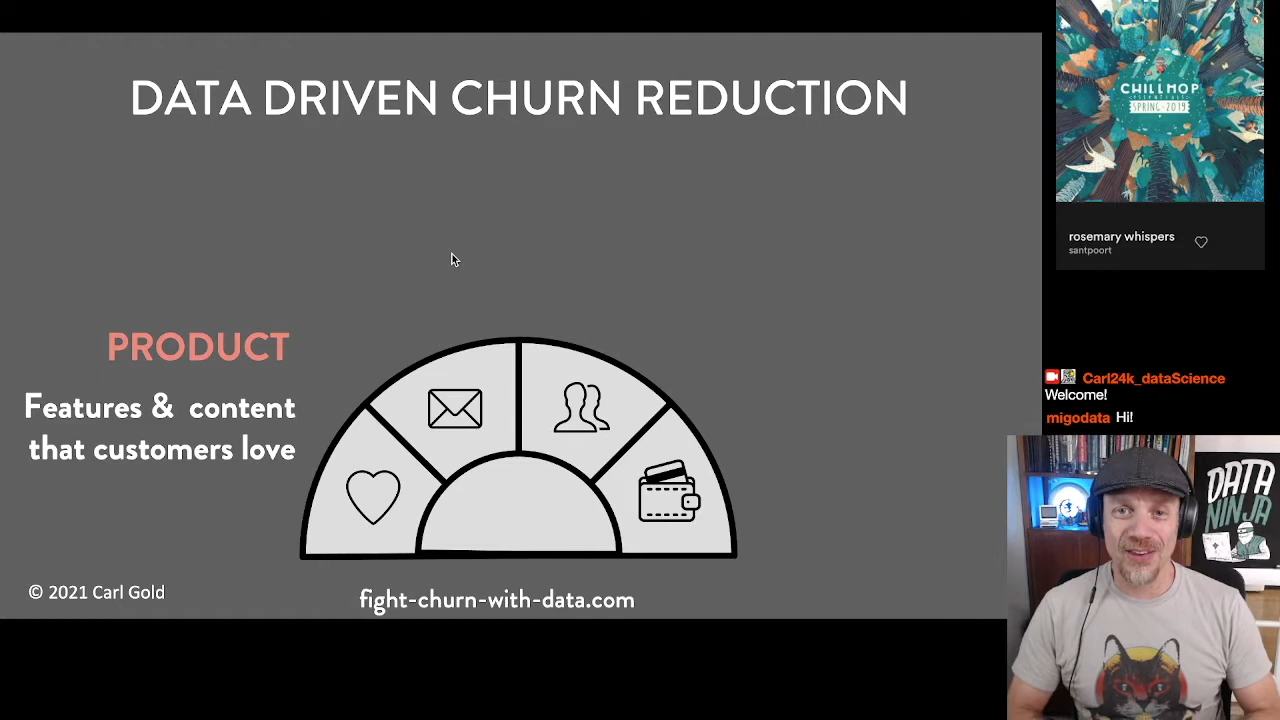 DATA DRIVEN CHURN REDUCTION
PRODUCT
Features & content
that customers love
© 2021 Carl Gold
fight-churn-with-data.com
CHILLHOP
ESSENTIALS
SPRING · 2019
rosemary whispers
santpoort
Carl24k_dataScience
Welcome!
migodata Hi!
DATA
NINJA